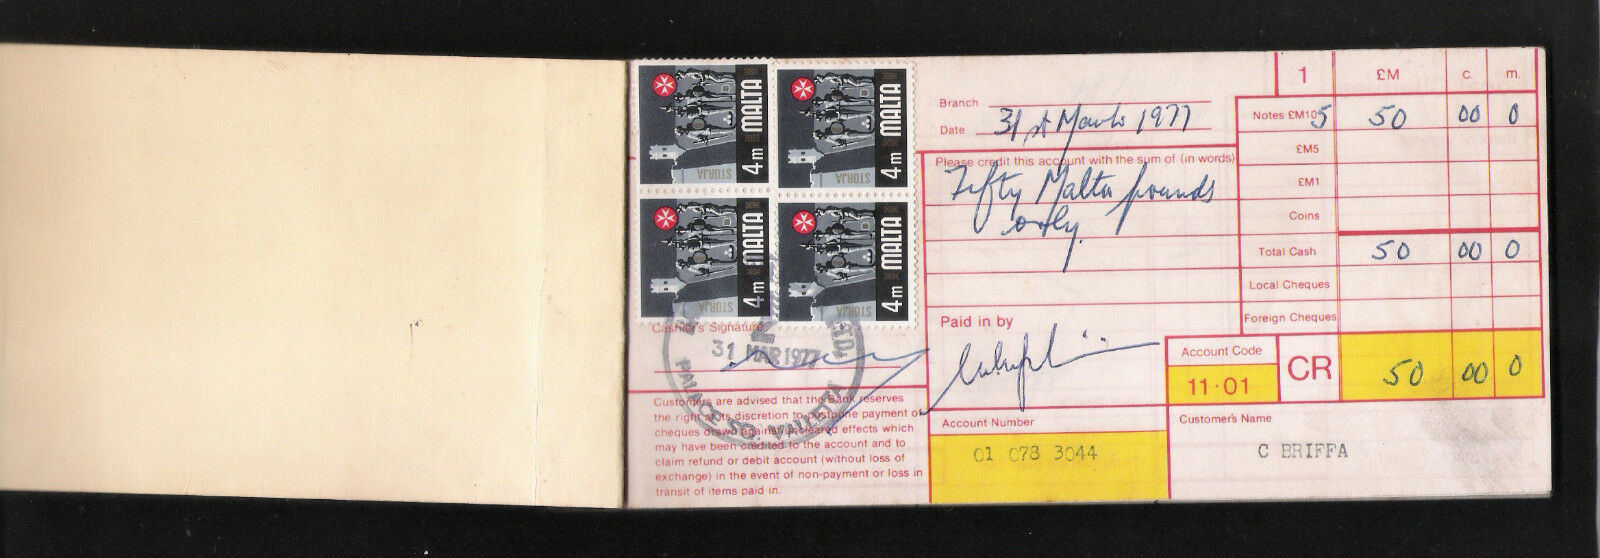 MALTA 4m STORJA
MALTA 4m STORJA
MALTA 4m STORJA
MALTA 4m STORJA
Cashier's Signature
31 MAR 1977
PALACE SQ. VALLETTA
Customers are advised that the Bank reserves
the right at its discretion to postpone payment of
cheques drawn against uncleared effects which
may have been credited to the account and to
claim refund or debit account (without loss of
exchange) in the event of non-payment or loss in
transit of items paid in.
Branch
Date 31st March 1977
Please credit this account with the sum of (in words)
Fifty Malta pounds
only.
Paid in by
Account Number
01 078 3044
1 £M c. m.
Notes £M10 5 50 00 0
£M5
£M1
Coins
Total Cash 50 00 0
Local Cheques
Foreign Cheques
Account Code
11·01
CR 50 00 0
Customer's Name
C BRIFFA